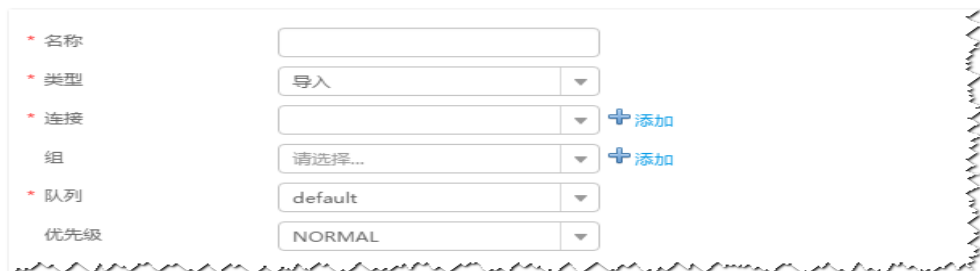 * 名称
* 类型 导入
* 连接 添加
组 请选择... 添加
* 队列 default
优先级 NORMAL